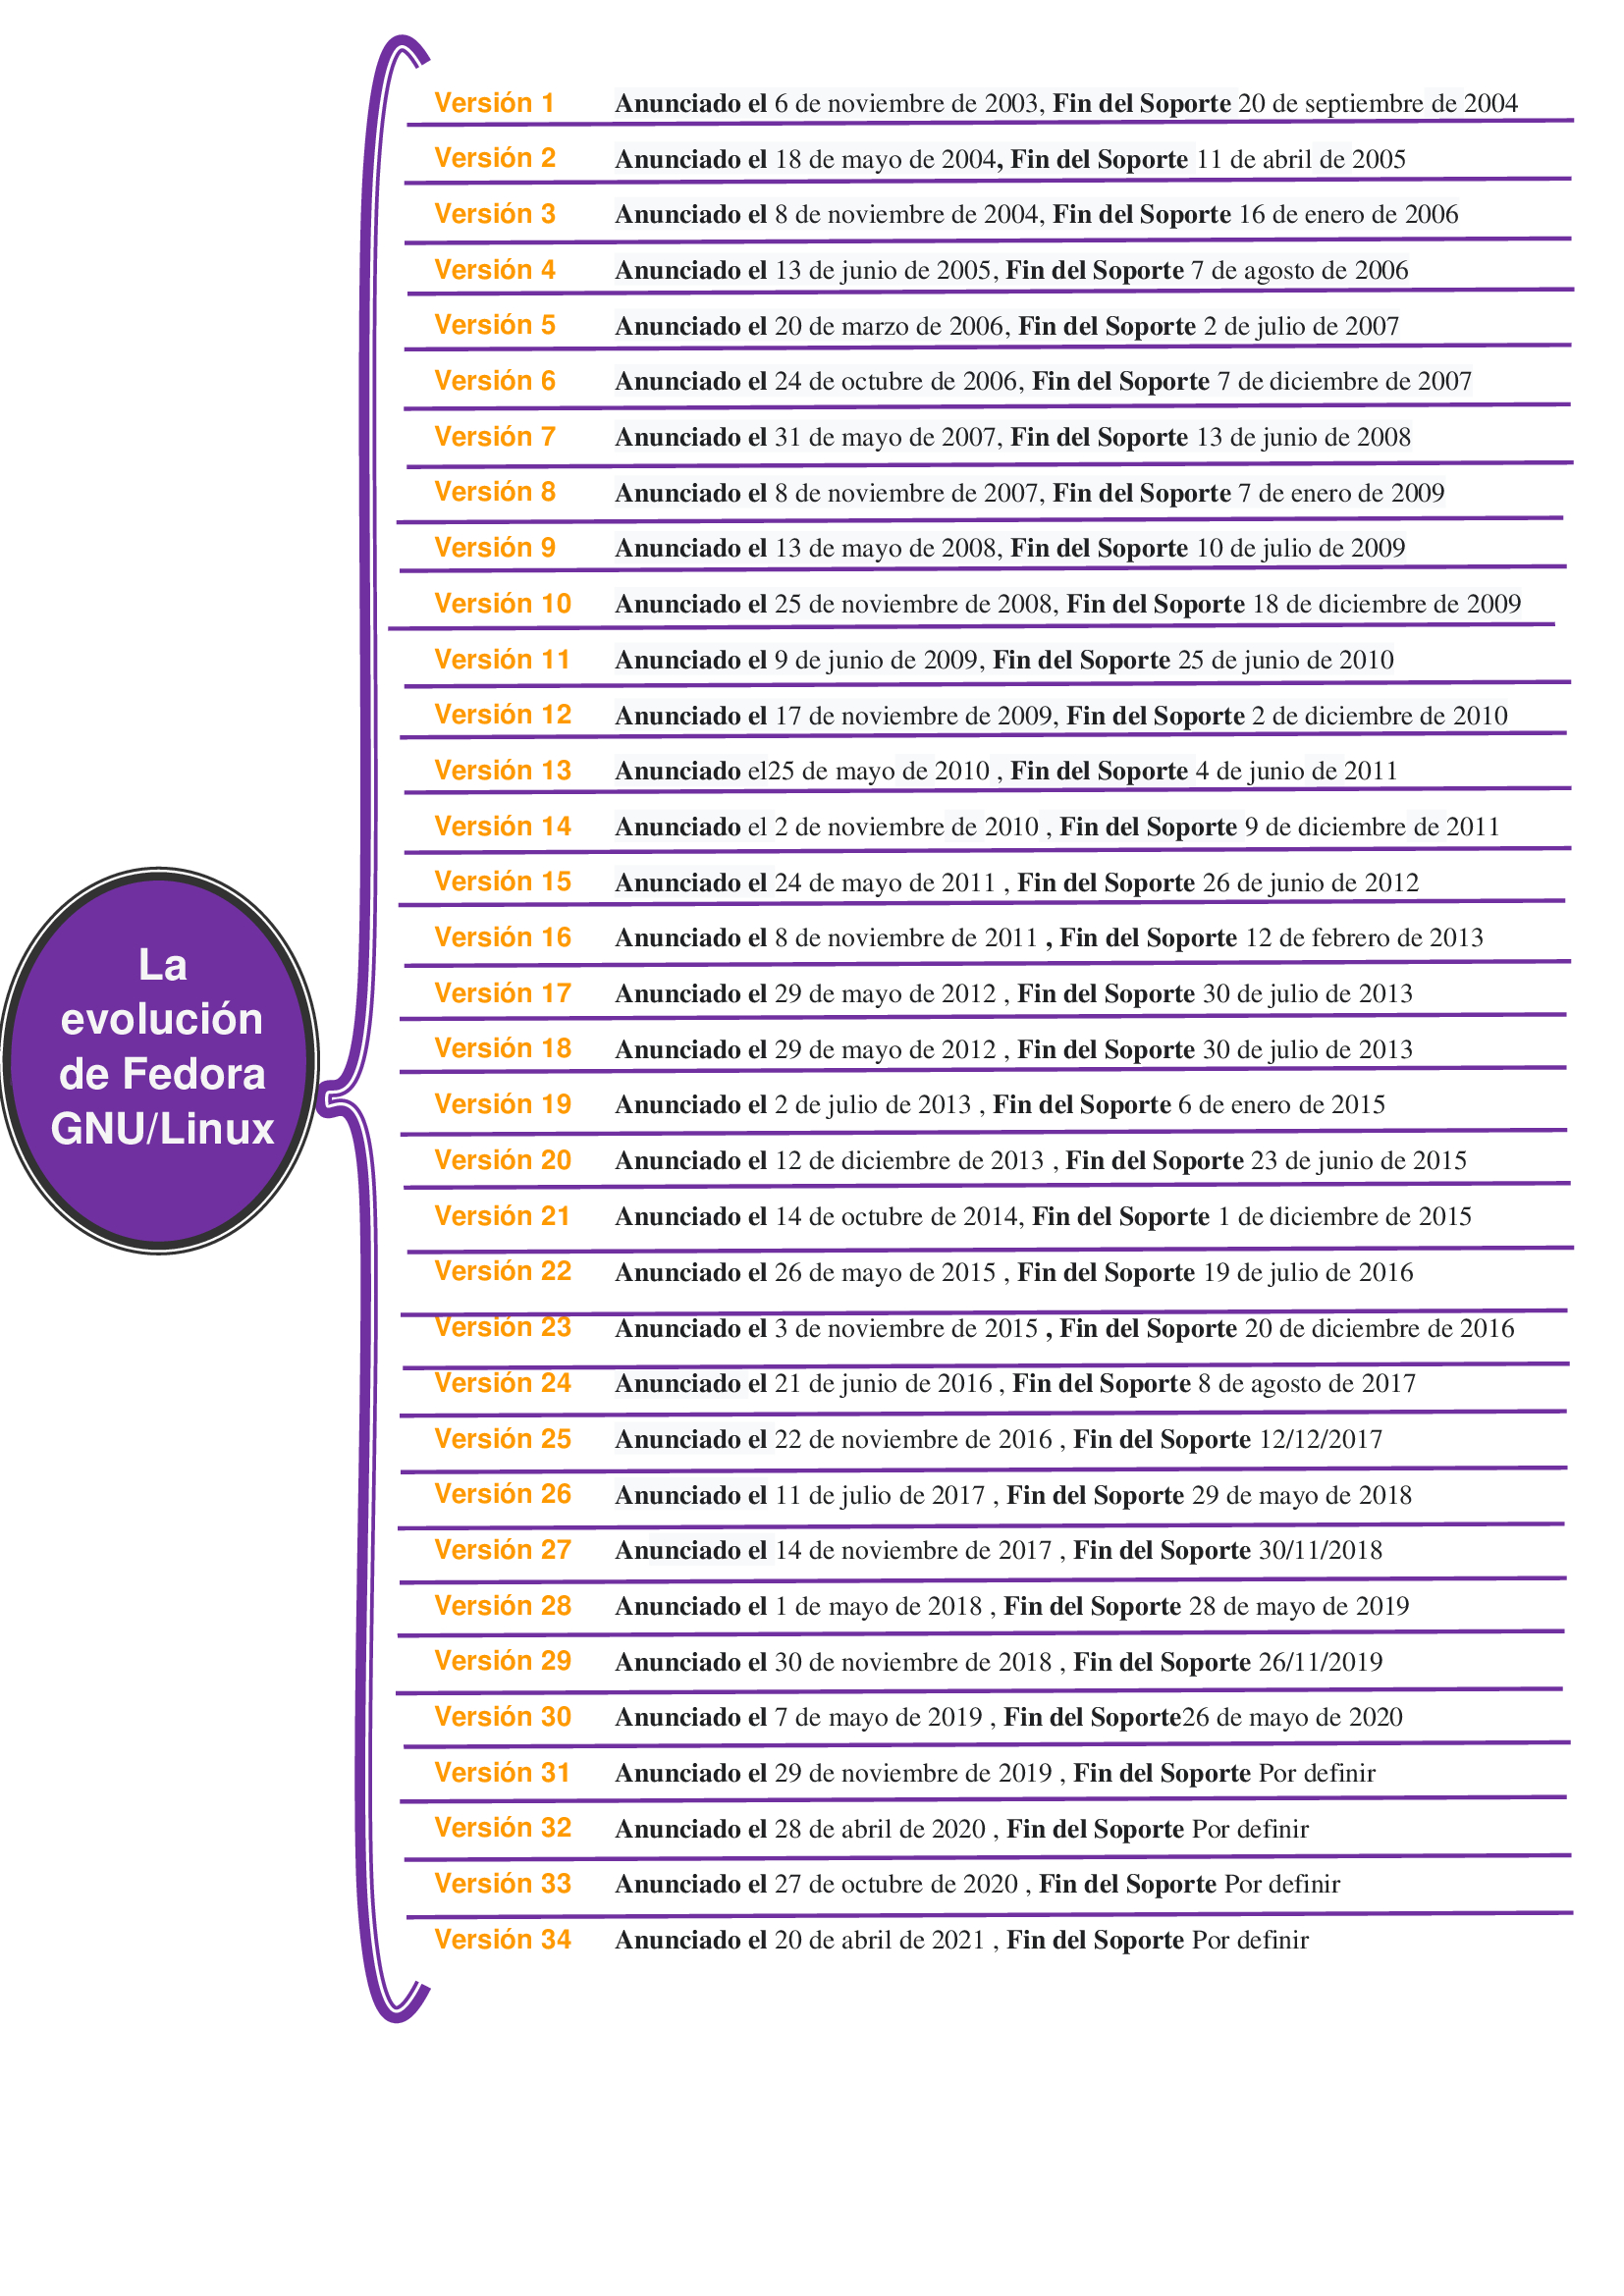 La
evolución
de Fedora
GNU/Linux
Versión 1 Anunciado el 6 de noviembre de 2003, Fin del Soporte 20 de septiembre de 2004
Versión 2 Anunciado el 18 de mayo de 2004, Fin del Soporte 11 de abril de 2005
Versión 3 Anunciado el 8 de noviembre de 2004, Fin del Soporte 16 de enero de 2006
Versión 4 Anunciado el 13 de junio de 2005, Fin del Soporte 7 de agosto de 2006
Versión 5 Anunciado el 20 de marzo de 2006, Fin del Soporte 2 de julio de 2007
Versión 6 Anunciado el 24 de octubre de 2006, Fin del Soporte 7 de diciembre de 2007
Versión 7 Anunciado el 31 de mayo de 2007, Fin del Soporte 13 de junio de 2008
Versión 8 Anunciado el 8 de noviembre de 2007, Fin del Soporte 7 de enero de 2009
Versión 9 Anunciado el 13 de mayo de 2008, Fin del Soporte 10 de julio de 2009
Versión 10 Anunciado el 25 de noviembre de 2008, Fin del Soporte 18 de diciembre de 2009
Versión 11 Anunciado el 9 de junio de 2009, Fin del Soporte 25 de junio de 2010
Versión 12 Anunciado el 17 de noviembre de 2009, Fin del Soporte 2 de diciembre de 2010
Versión 13 Anunciado el25 de mayo de 2010 , Fin del Soporte 4 de junio de 2011
Versión 14 Anunciado el 2 de noviembre de 2010 , Fin del Soporte 9 de diciembre de 2011
Versión 15 Anunciado el 24 de mayo de 2011 , Fin del Soporte 26 de junio de 2012
Versión 16 Anunciado el 8 de noviembre de 2011 , Fin del Soporte 12 de febrero de 2013
Versión 17 Anunciado el 29 de mayo de 2012 , Fin del Soporte 30 de julio de 2013
Versión 18 Anunciado el 29 de mayo de 2012 , Fin del Soporte 30 de julio de 2013
Versión 19 Anunciado el 2 de julio de 2013 , Fin del Soporte 6 de enero de 2015
Versión 20 Anunciado el 12 de diciembre de 2013 , Fin del Soporte 23 de junio de 2015
Versión 21 Anunciado el 14 de octubre de 2014, Fin del Soporte 1 de diciembre de 2015
Versión 22 Anunciado el 26 de mayo de 2015 , Fin del Soporte 19 de julio de 2016
Versión 23 Anunciado el 3 de noviembre de 2015 , Fin del Soporte 20 de diciembre de 2016
Versión 24 Anunciado el 21 de junio de 2016 , Fin del Soporte 8 de agosto de 2017
Versión 25 Anunciado el 22 de noviembre de 2016 , Fin del Soporte 12/12/2017
Versión 26 Anunciado el 11 de julio de 2017 , Fin del Soporte 29 de mayo de 2018
Versión 27 Anunciado el 14 de noviembre de 2017 , Fin del Soporte 30/11/2018
Versión 28 Anunciado el 1 de mayo de 2018 , Fin del Soporte 28 de mayo de 2019
Versión 29 Anunciado el 30 de noviembre de 2018 , Fin del Soporte 26/11/2019
Versión 30 Anunciado el 7 de mayo de 2019 , Fin del Soporte26 de mayo de 2020
Versión 31 Anunciado el 29 de noviembre de 2019 , Fin del Soporte Por definir
Versión 32 Anunciado el 28 de abril de 2020 , Fin del Soporte Por definir
Versión 33 Anunciado el 27 de octubre de 2020 , Fin del Soporte Por definir
Versión 34 Anunciado el 20 de abril de 2021 , Fin del Soporte Por definir